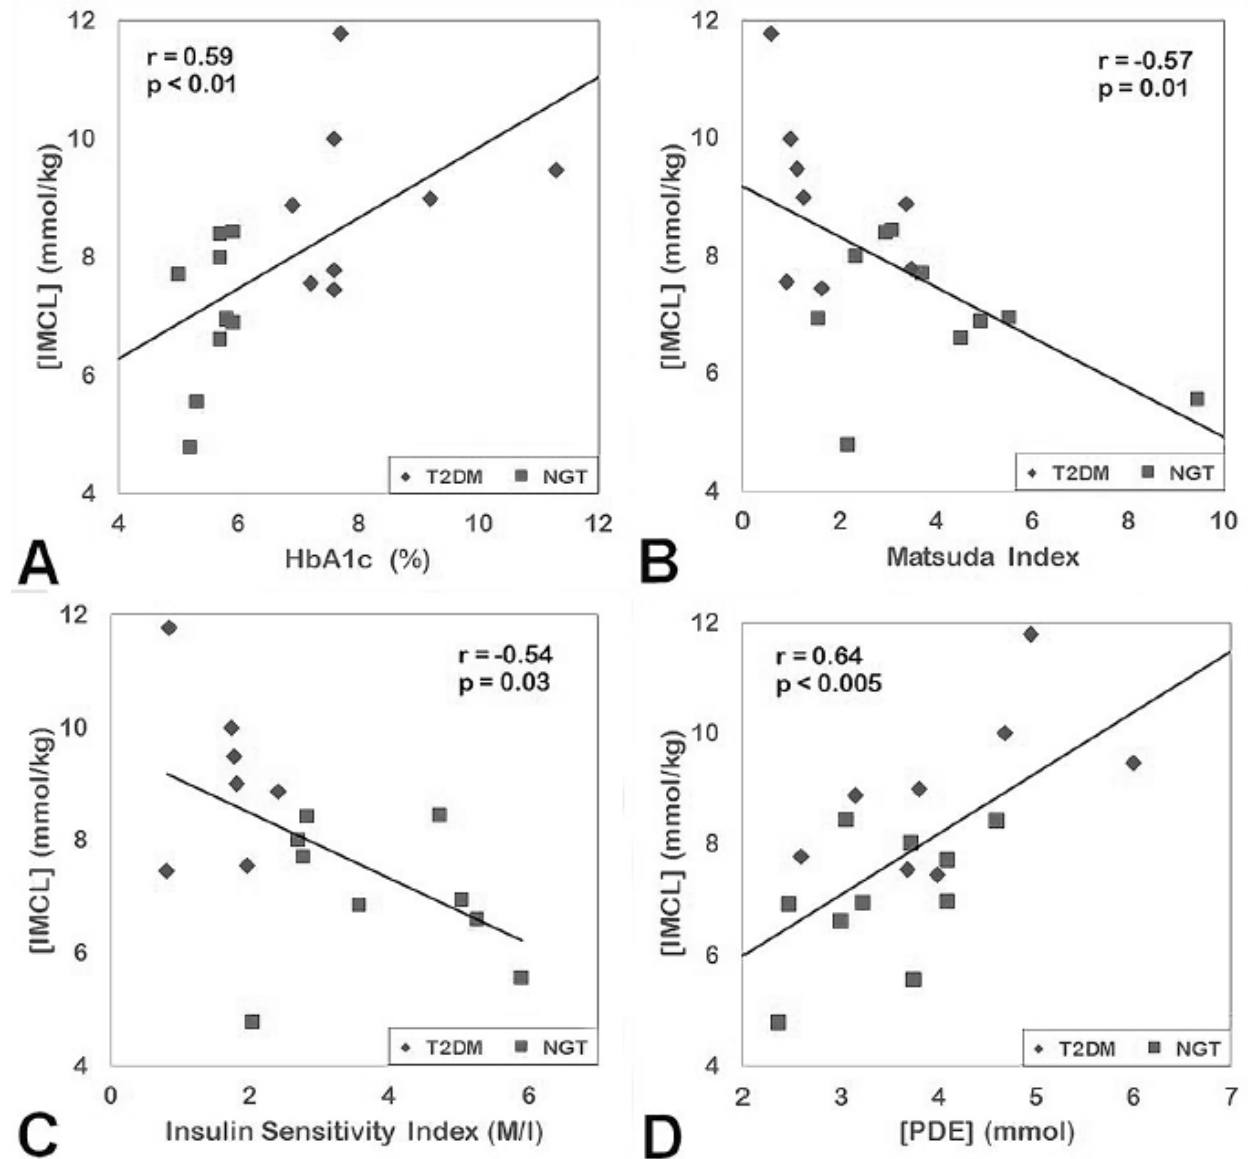 12
10
8
6
4
[IMCL] (mmol/kg)
r = 0.59
p < 0.01
T2DM NGT
4 6 8 10 12
HbA1c (%)
A
12
10
8
6
4
[IMCL] (mmol/kg)
r = -0.57
p = 0.01
T2DM NGT
0 2 4 6 8 10
Matsuda Index
B
12
10
8
6
4
[IMCL] (mmol/kg)
r = -0.54
p = 0.03
T2DM NGT
0 2 4 6
Insulin Sensitivity Index (M/I)
C
12
10
8
6
4
[IMCL] (mmol/kg)
r = 0.64
p < 0.005
T2DM NGT
2 3 4 5 6 7
[PDE] (mmol)
D